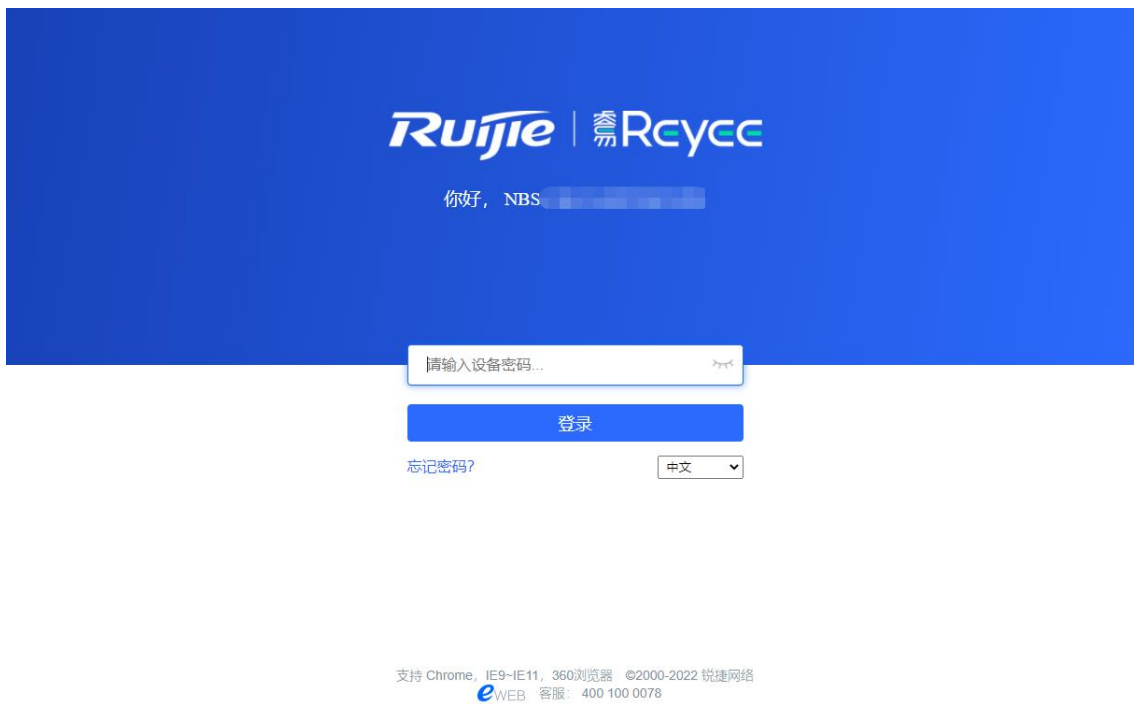 Ruijie | 睿易Reyee
你好， NBS
请输入设备密码...
登录
忘记密码?
中文
支持 Chrome，IE9~IE11，360浏览器 ©2000-2022 锐捷网络
eWEB 客服： 400 100 0078